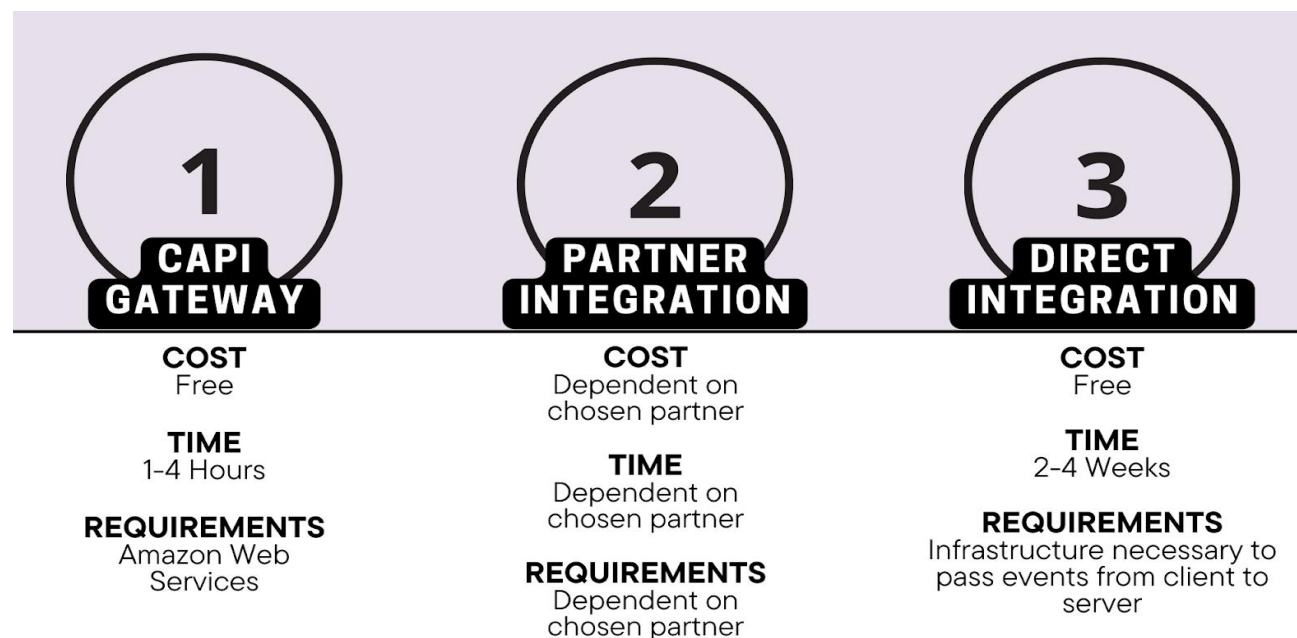 1
CAPI
GATEWAY
COST
Free
TIME
1-4 Hours
REQUIREMENTS
Amazon Web
Services
2
PARTNER
INTEGRATION
COST
Dependent on
chosen partner
TIME
Dependent on
chosen partner
REQUIREMENTS
Dependent on
chosen partner
3
DIRECT
INTEGRATION
COST
Free
TIME
2-4 Weeks
REQUIREMENTS
Infrastructure necessary to
pass events from client to
server